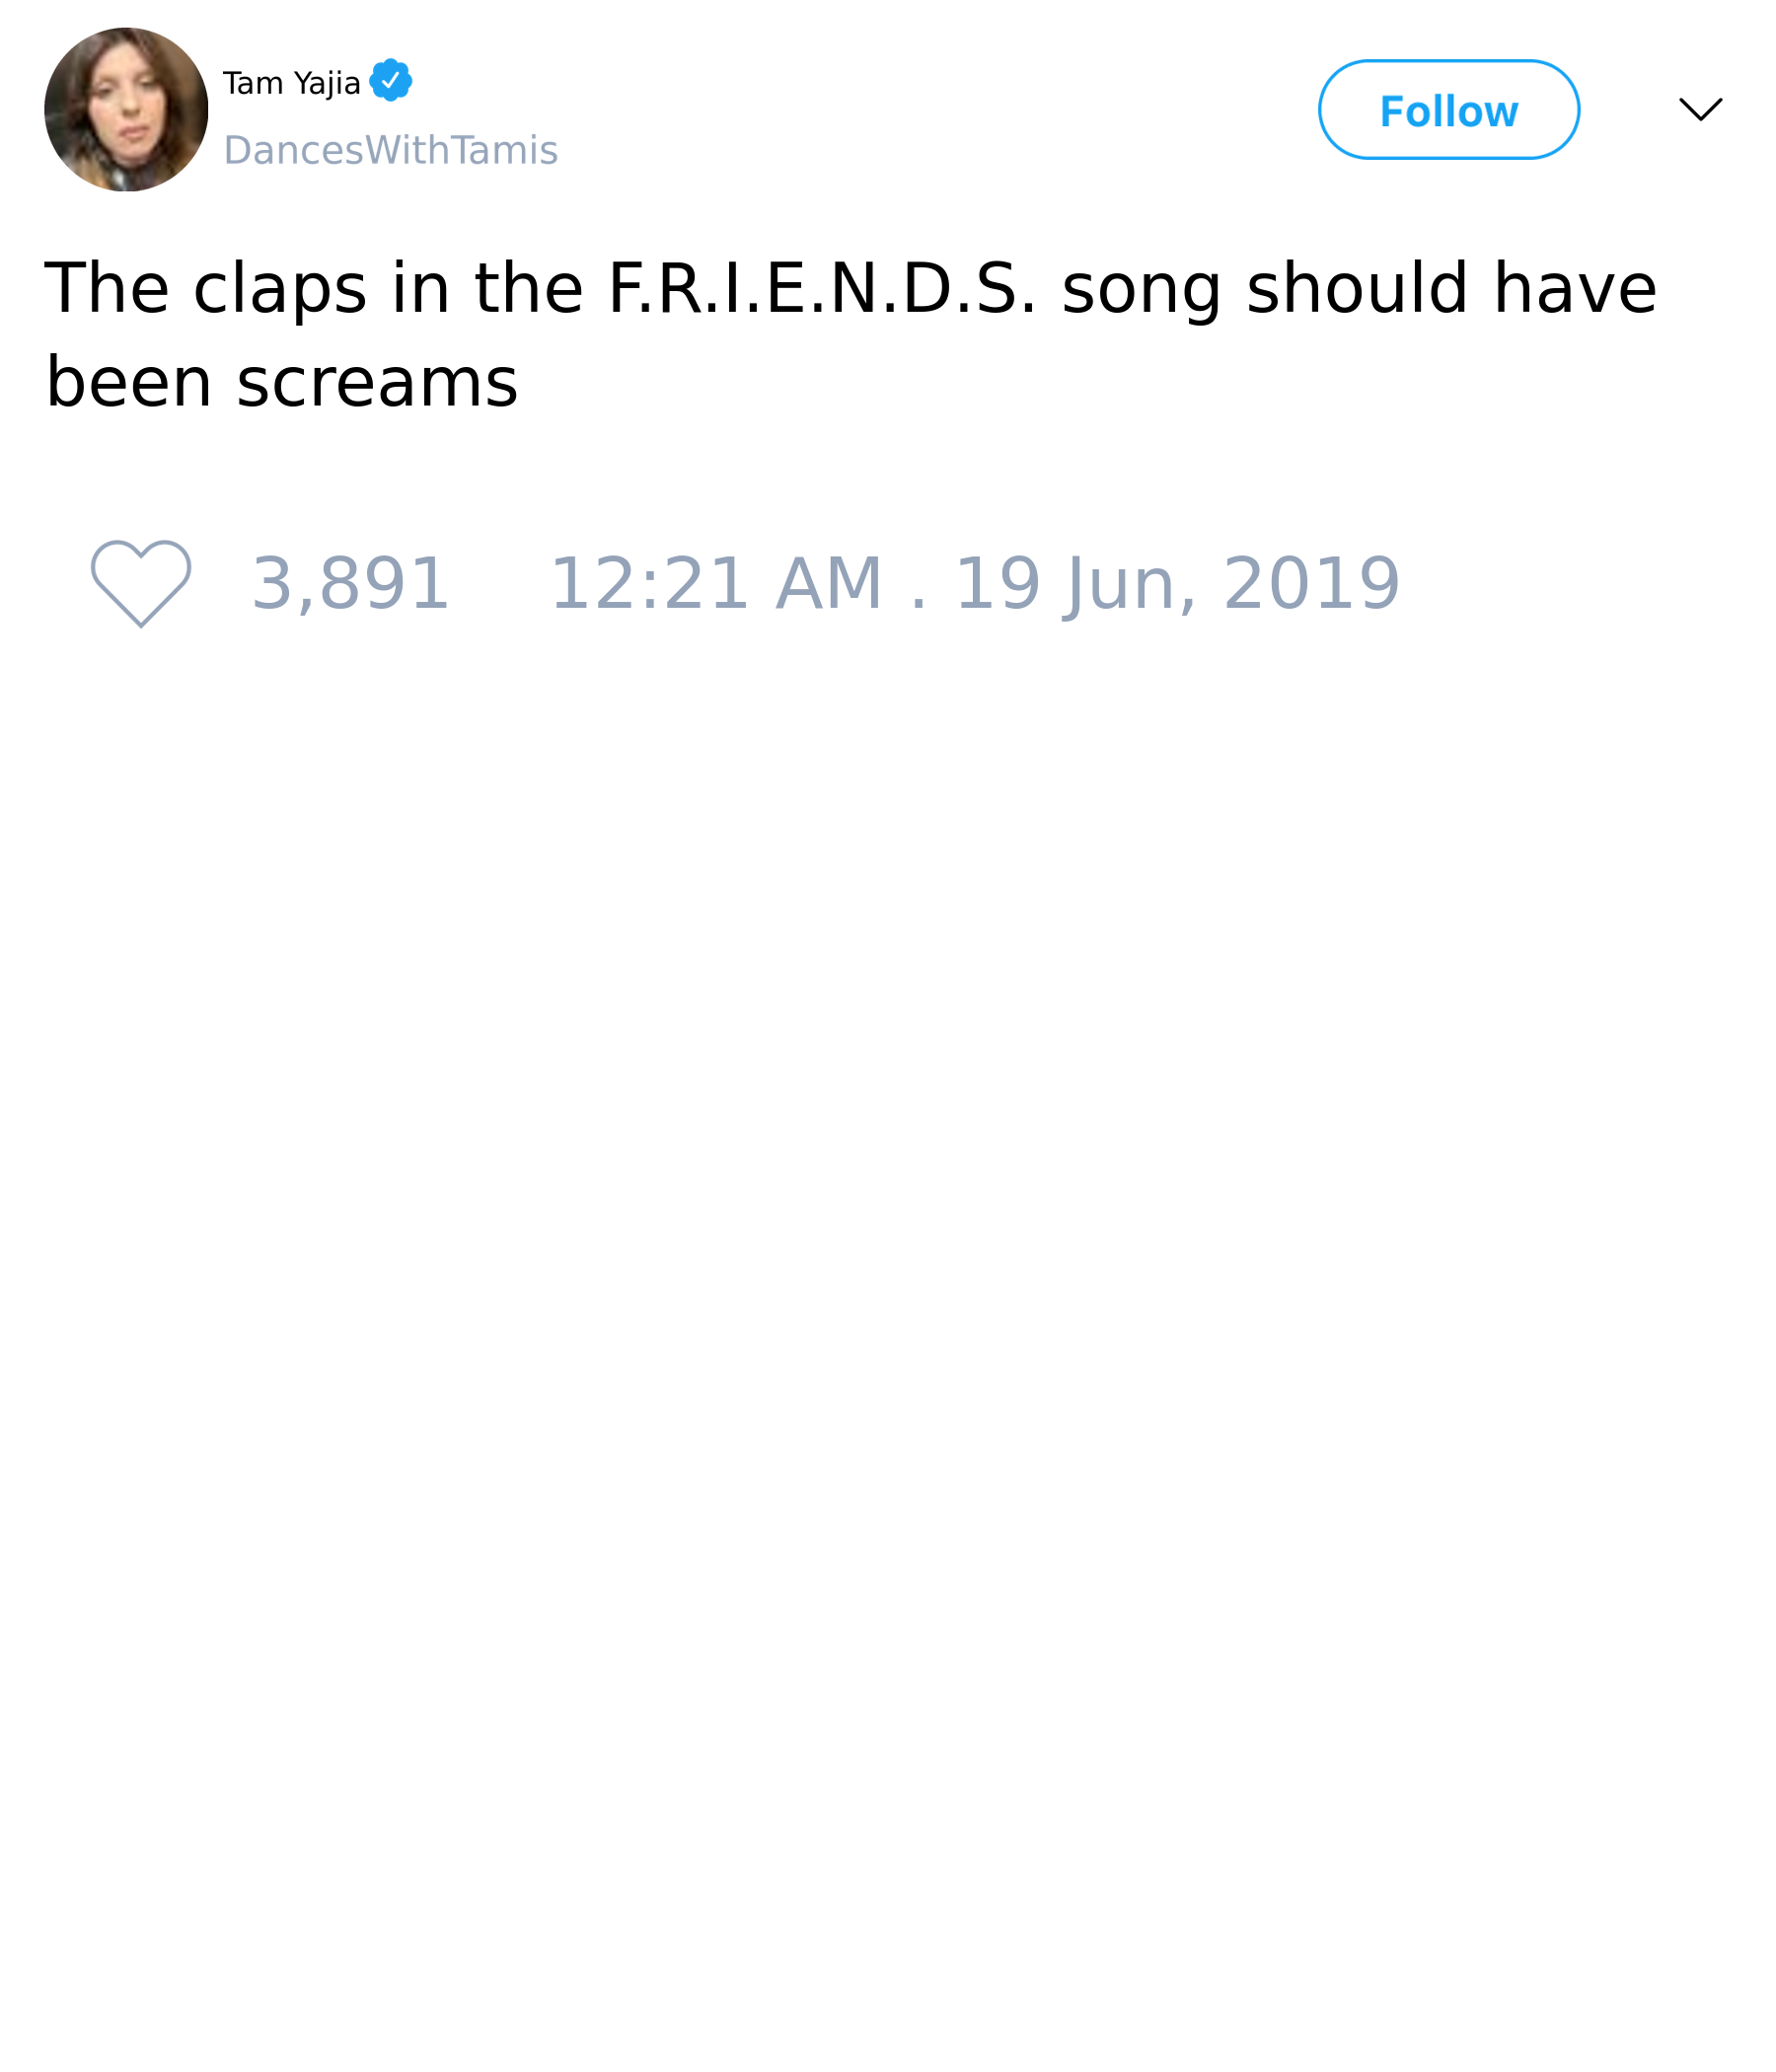 Tam Yajia
DancesWithTamis
Follow
The claps in the F.R.I.E.N.D.S. song should have
been screams
3,891 12:21 AM . 19 Jun, 2019